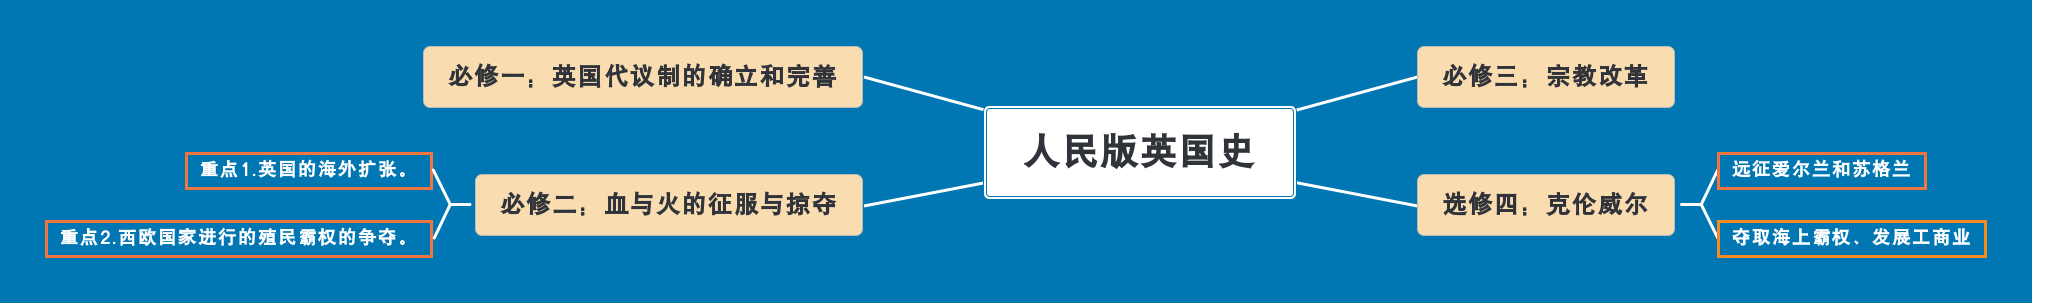 人民版英国史
必修一：英国代议制的确立和完善
必修二：血与火的征服与掠夺
重点1.英国的海外扩张。
重点2.西欧国家进行的殖民霸权的争夺。
必修三：宗教改革
选修四：克伦威尔
远征爱尔兰和苏格兰
夺取海上霸权、发展工商业